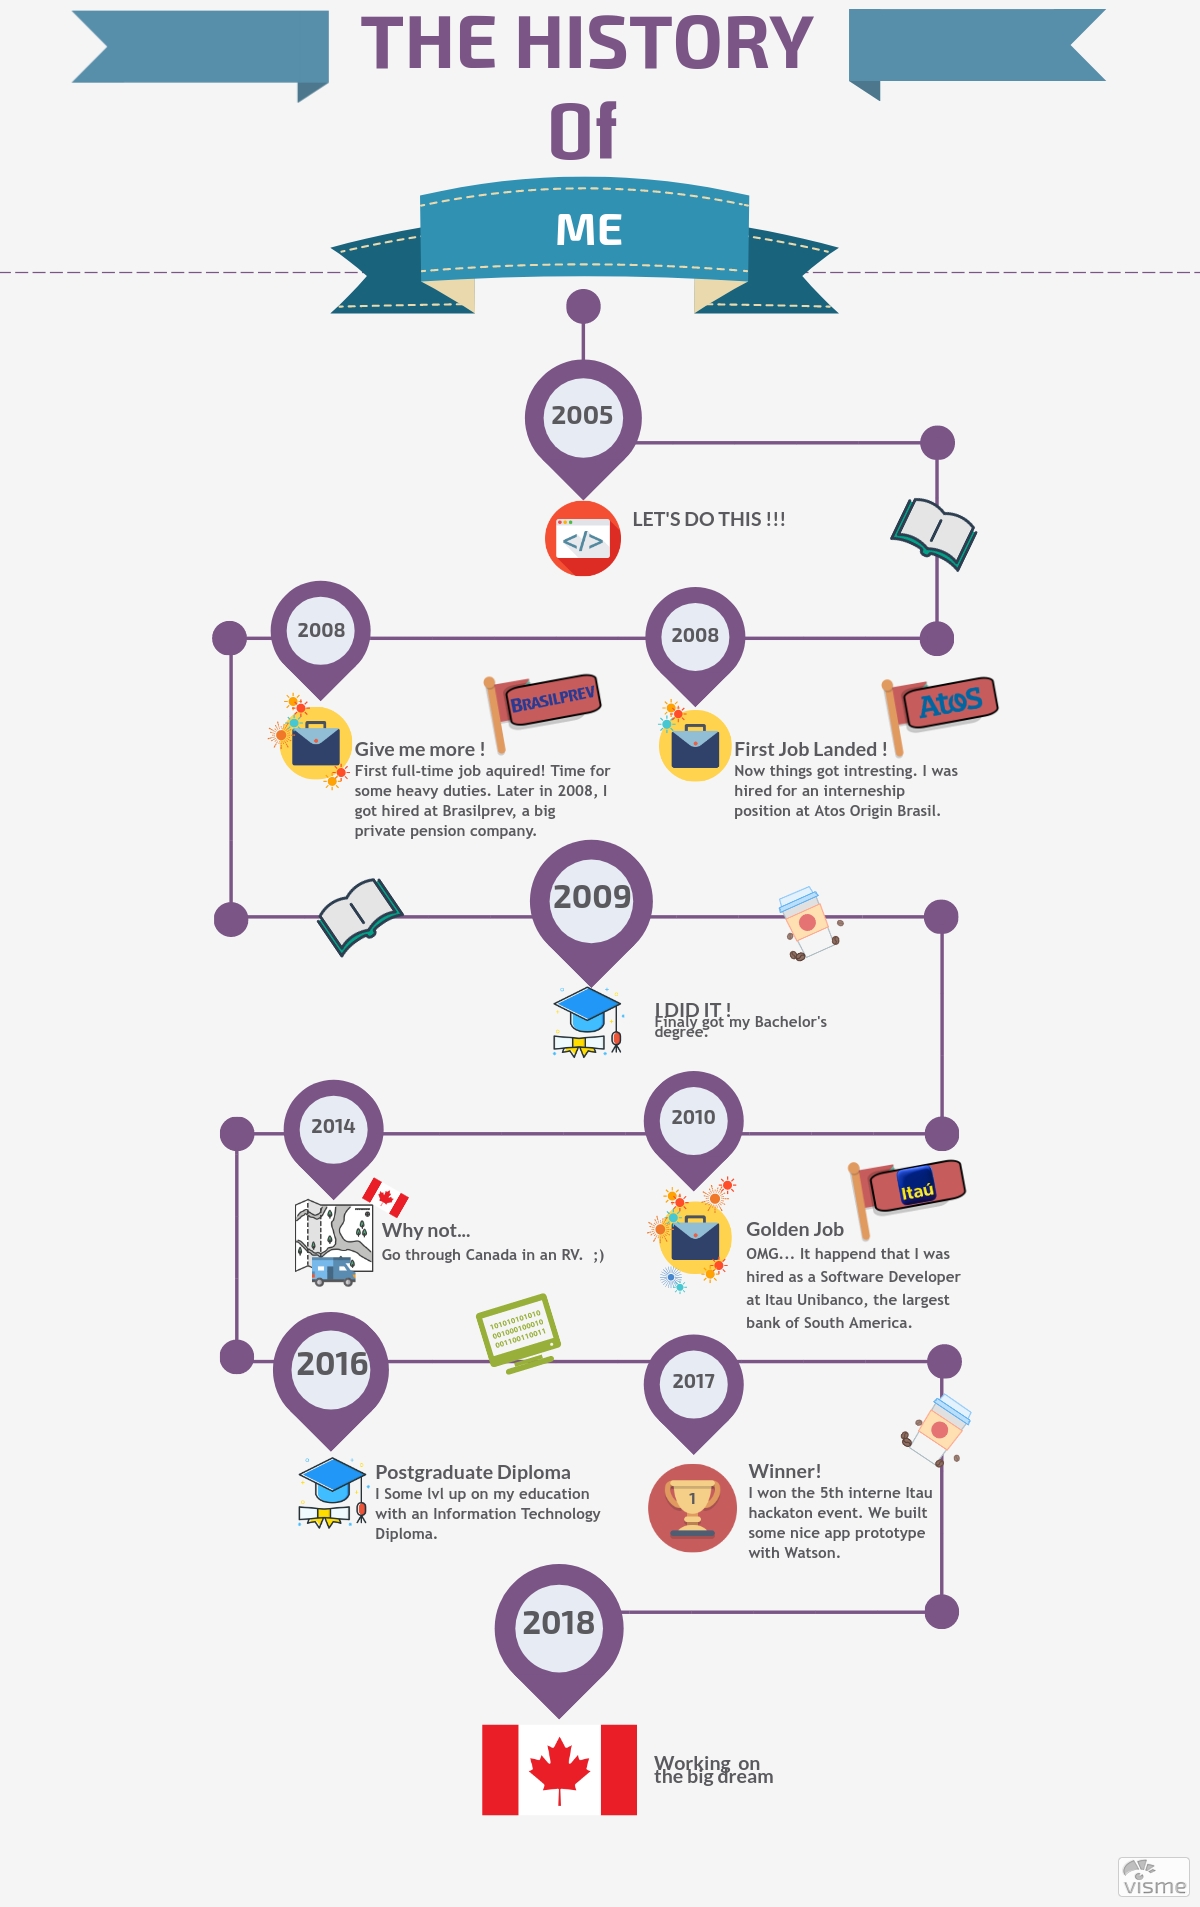 THE HISTORY
Of
ME
2005
LET'S DO THIS !!!
</>
2008
First Job Landed !
Now things got intresting. I was
hired for an interneship
position at Atos Origin Brasil.
Atos
2008
Give me more !
First full-time job aquired! Time for
some heavy duties. Later in 2008, I
got hired at Brasilprev, a big
private pension company.
BRASILPREV
2009
I DID IT !
Finaly got my Bachelor's
degree.
2010
Golden Job
OMG... It happend that I was
hired as a Software Developer
at Itau Unibanco, the largest
bank of South America.
Itaú
2014
Why not...
Go through Canada in an RV.  ;)
2016
Postgraduate Diploma
I Some lvl up on my education
with an Information Technology
Diploma.
101010101010
001000100010
001100110011
2017
Winner!
I won the 5th interne Itau
hackaton event. We built
some nice app prototype
with Watson.
1
2018
Working  on
the big dream
visme